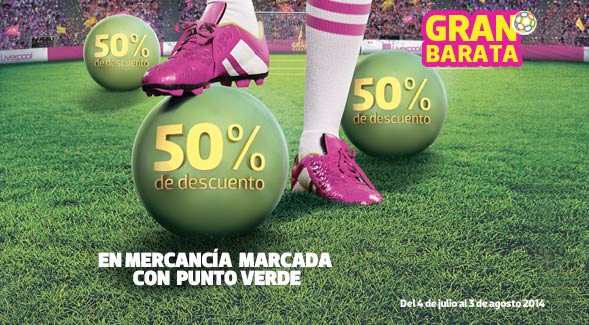 50%
de descuento
GRAN
BARATA
Liverpool
50%
de descuento
50%
de descuento
EN MERCANCÍA MARCADA
CON PUNTO VERDE
Del 4 de julio al 3 de agosto 2014